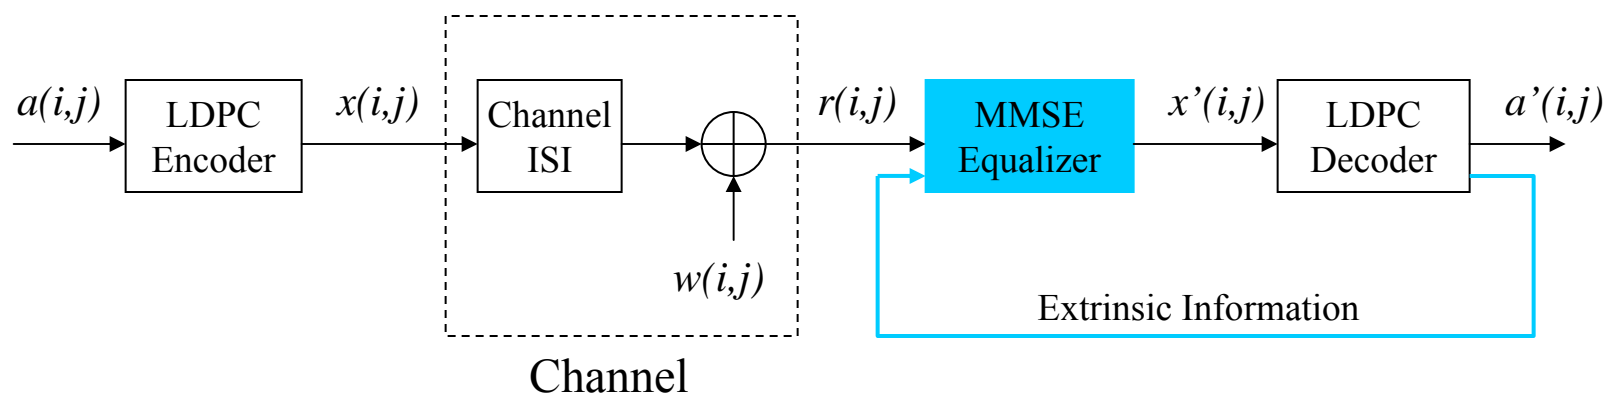 a(i,j)
LDPC
Encoder
x(i,j)
Channel
ISI
w(i,j)
Channel
r(i,j)
MMSE
Equalizer
x’(i,j)
LDPC
Decoder
a’(i,j)
Extrinsic Information